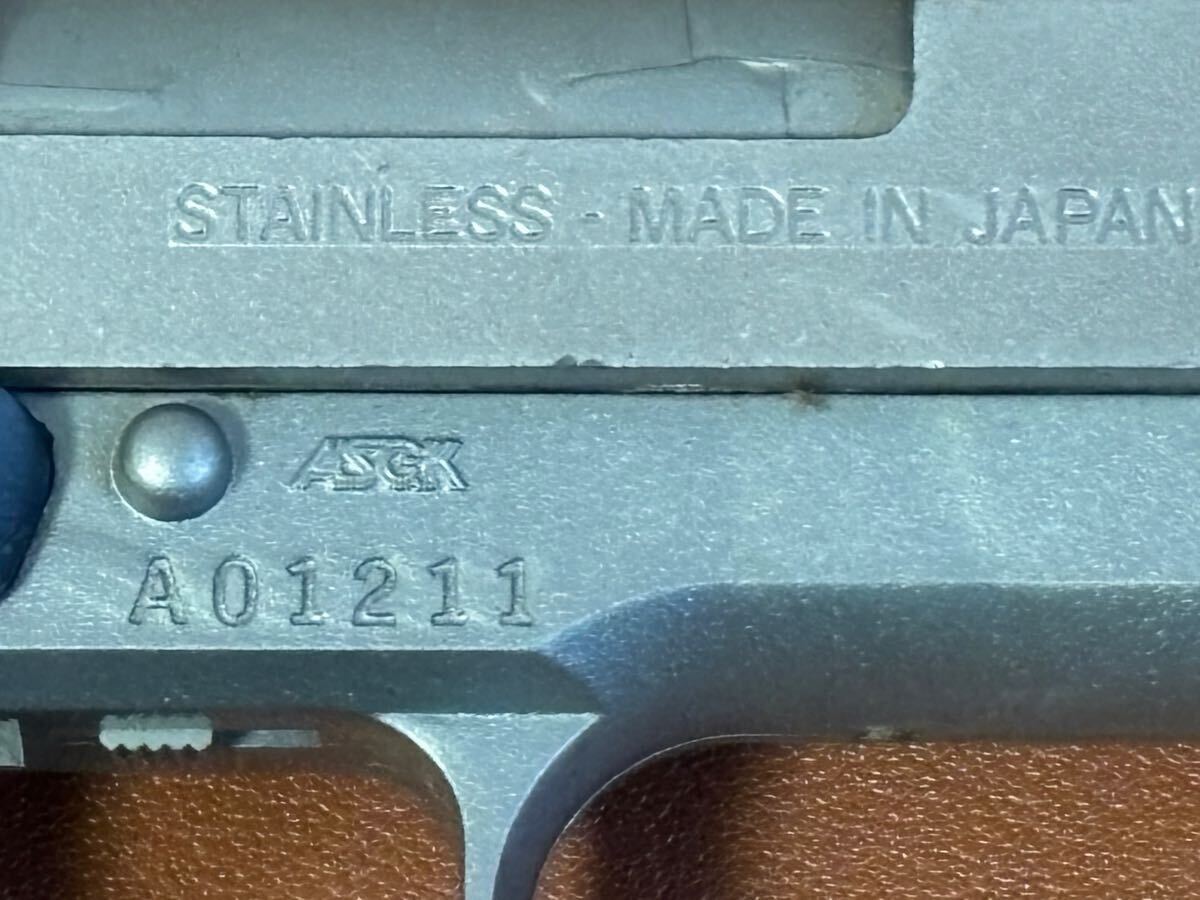 STAINLESS - MADE IN JAPAN
ASGK
A01211